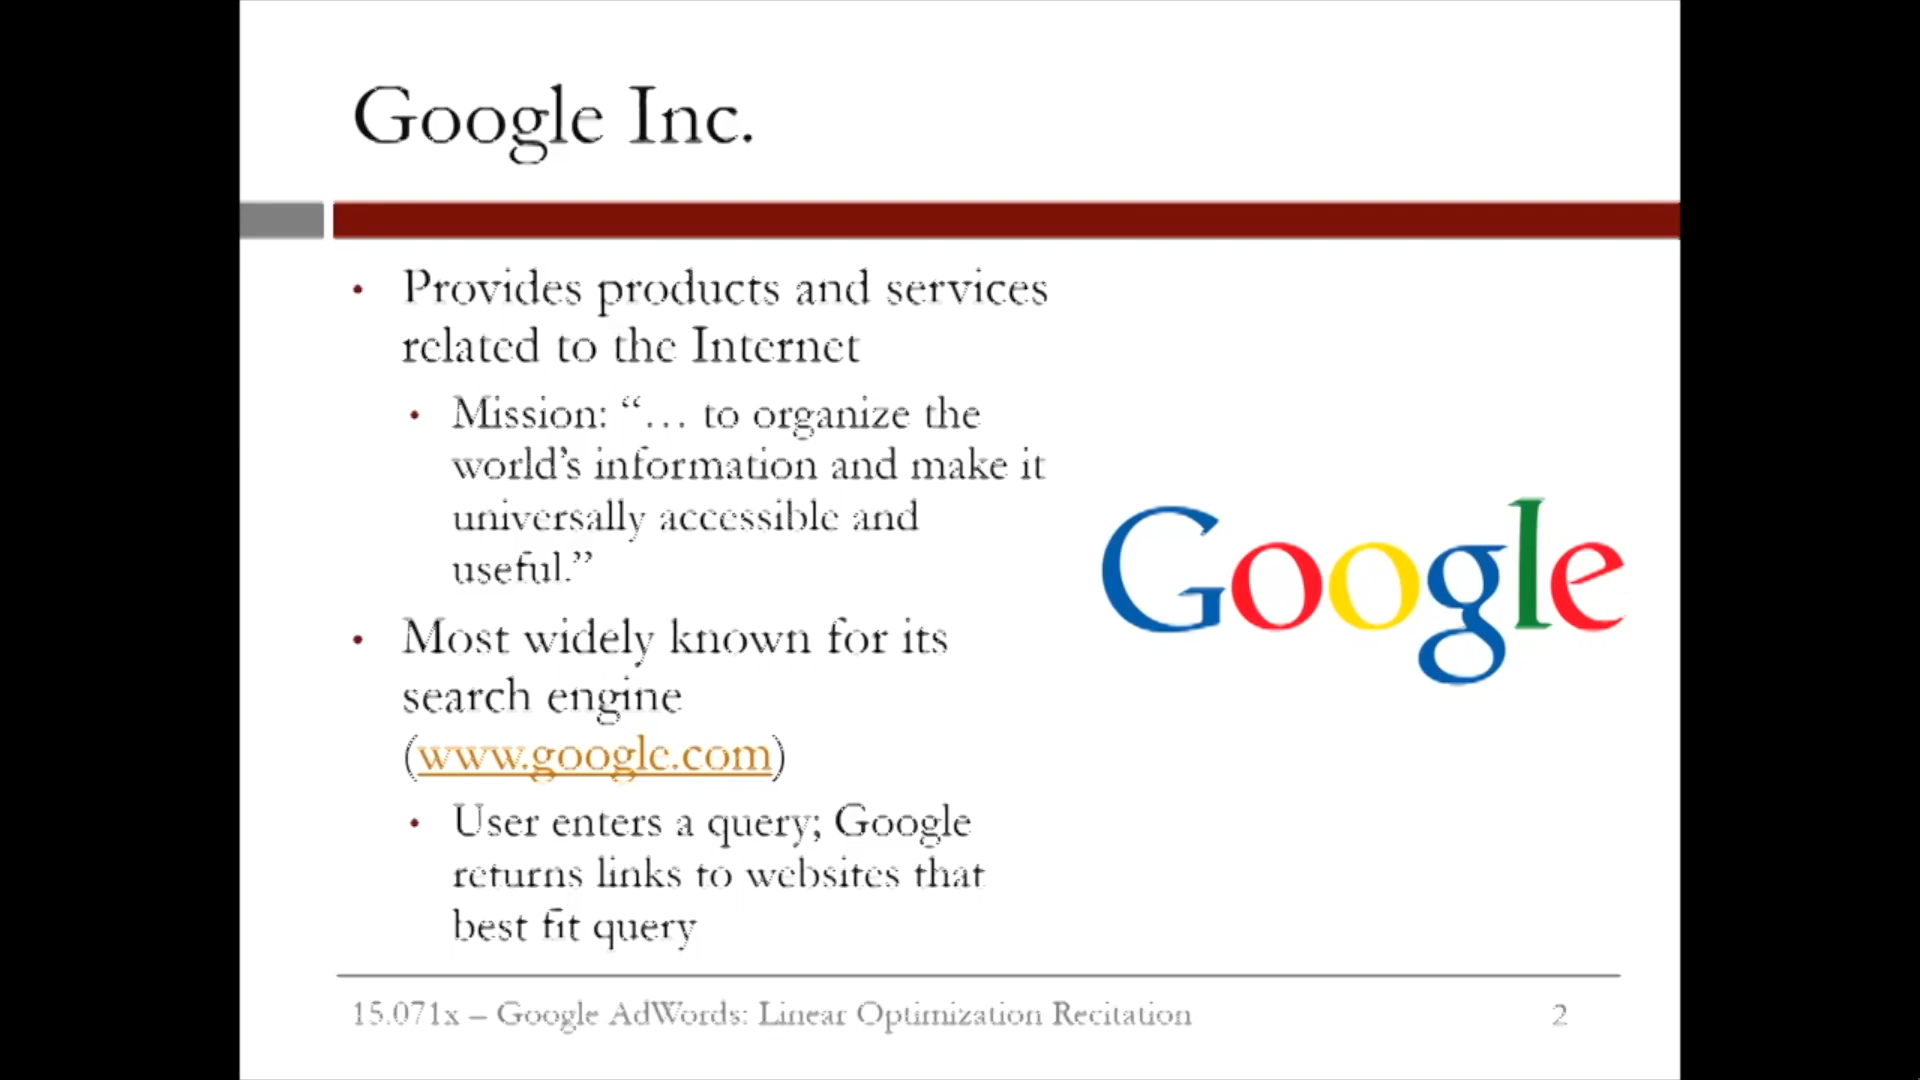 Google Inc.
• Provides products and services
related to the Internet
• Mission: “… to organize the
world’s information and make it
universally accessible and
useful.”
• Most widely known for its
search engine
(www.google.com)
• User enters a query; Google
returns links to websites that
best fit query
Google
15.071x – Google AdWords: Linear Optimization Recitation 2